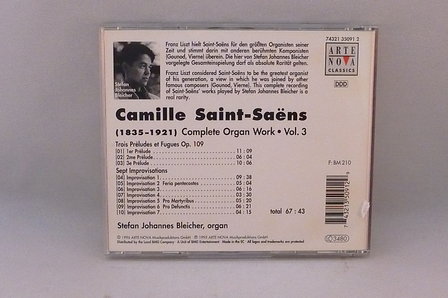 74321 35091 2
Franz Liszt hielt Saint-Saëns für den größten Organisten seiner
Zeit und stimmt darin mit anderen berühmten Komponisten
(Gounod, Vierne) überein. Die hier von Stefan Johannes Bleicher
vorgelegte Gesamteinspielung darf als absolute Rarität gelten.
Franz Liszt considered Saint-Saëns to be the greatest organist
of his generation, a view in which he was joined by other
famous composers (Gounod, Vierne). This complete recording
of Saint-Saëns' works played by Stefan Johannes Bleicher is a
real rarity.
Stefan
Johannes
Bleicher
ARTE
NOVA
CLASSICS
DDD
Camille Saint-Saëns
(1835-1921) Complete Organ Work • Vol. 3
Trois Préludes et Fugues Op. 109
01 1er Prélude 11 : 09
02 2me Prélude 06 : 04
03 3e Prélude 06 : 10
Sept Improvisations
04 Improvisation 1 09 : 38
05 Improvisation 2 Feria pentecostes 06 : 54
06 Improvisation 3 04 : 30
07 Improvisation 4 07 : 16
08 Improvisation 5 Pro Martyribus 05 : 20
09 Improvisation 6 Pro Defunctis 06 : 21
10 Improvisation 7 04 : 15
total 67 : 43
F: BM 210
Stefan Johannes Bleicher, organ
LC 3480